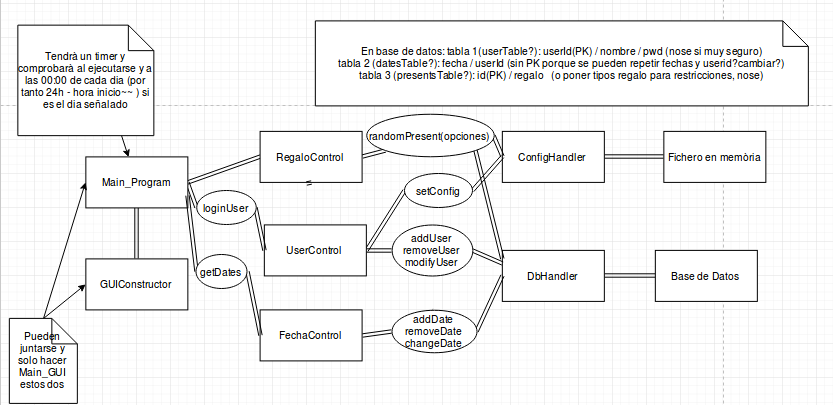 Tendrá un timer y
comprobará al ejecutarse y a
las 00:00 de cada dia (por
tanto 24h - hora inicio~~ ) si
es el dia señalado
En base de datos: tabla 1(userTable?): userId(PK) / nombre / pwd (nose si muy seguro)
tabla 2 (datesTable?): fecha / userId (sin PK porque se pueden repetir fechas y userid?cambiar?)
tabla 3 (presentsTable?): id(PK) / regalo (o poner tipos regalo para restricciones, nose)
Main_Program
RegaloControl
randomPresent(opciones)
ConfigHandler
Fichero en memòria
loginUser
setConfig
UserControl
addUser
removeUser
modifyUser
getDates
GUIConstructor
DbHandler
Base de Datos
FechaControl
addDate
removeDate
changeDate
Pueden
juntarse y
solo hacer
Main_GUI
estos dos